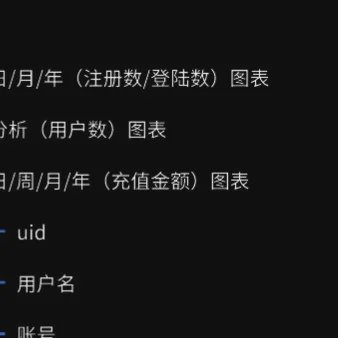 日/月/年（注册数/登陆数）图表
分析（用户数）图表
日/周/月/年（充值金额）图表
uid
用户名
账号